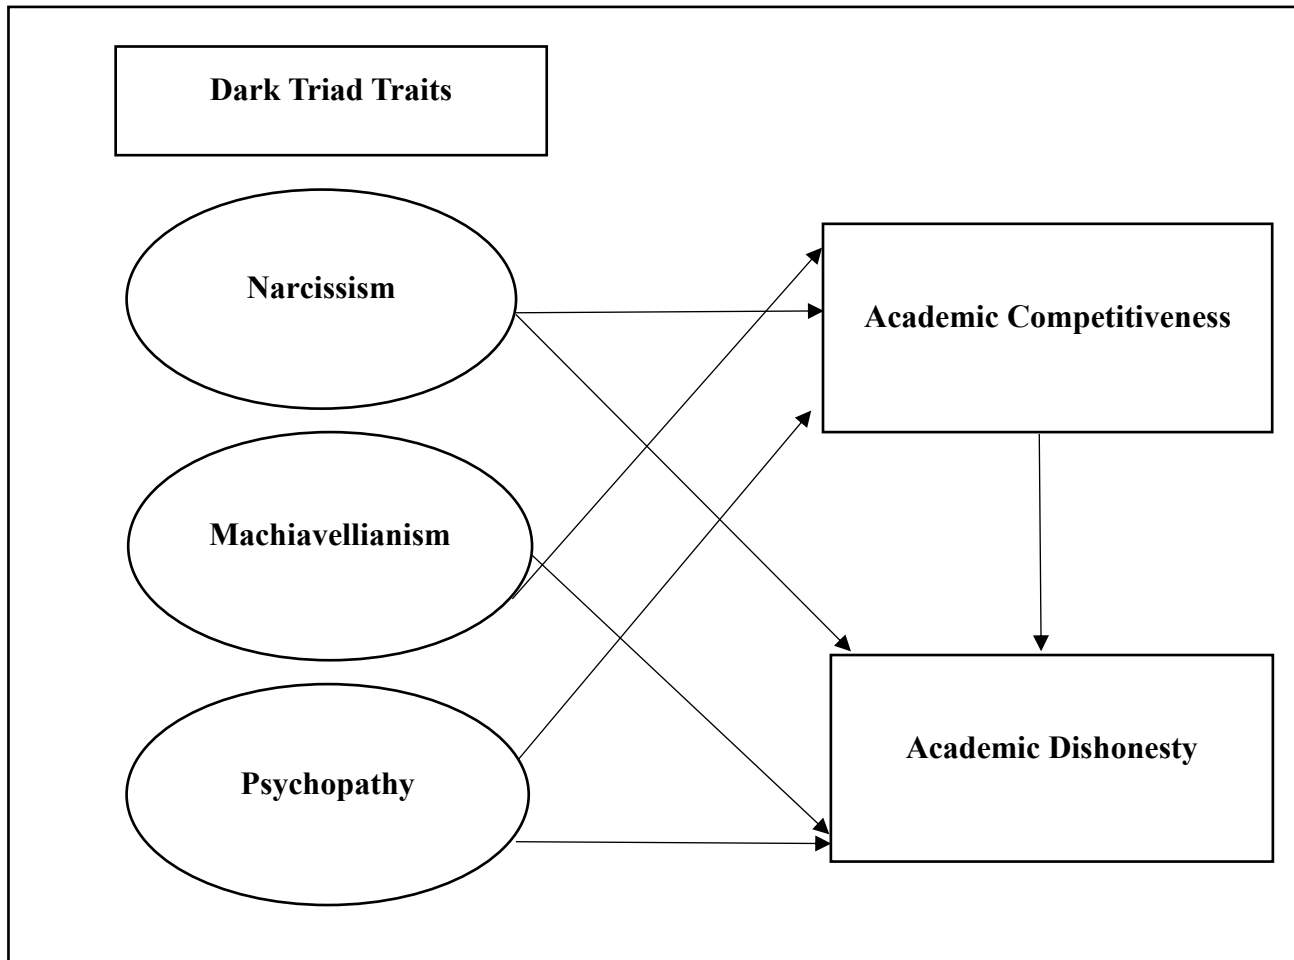 Dark Triad Traits
Narcissism
Academic Competitiveness
Machiavellianism
Academic Dishonesty
Psychopathy